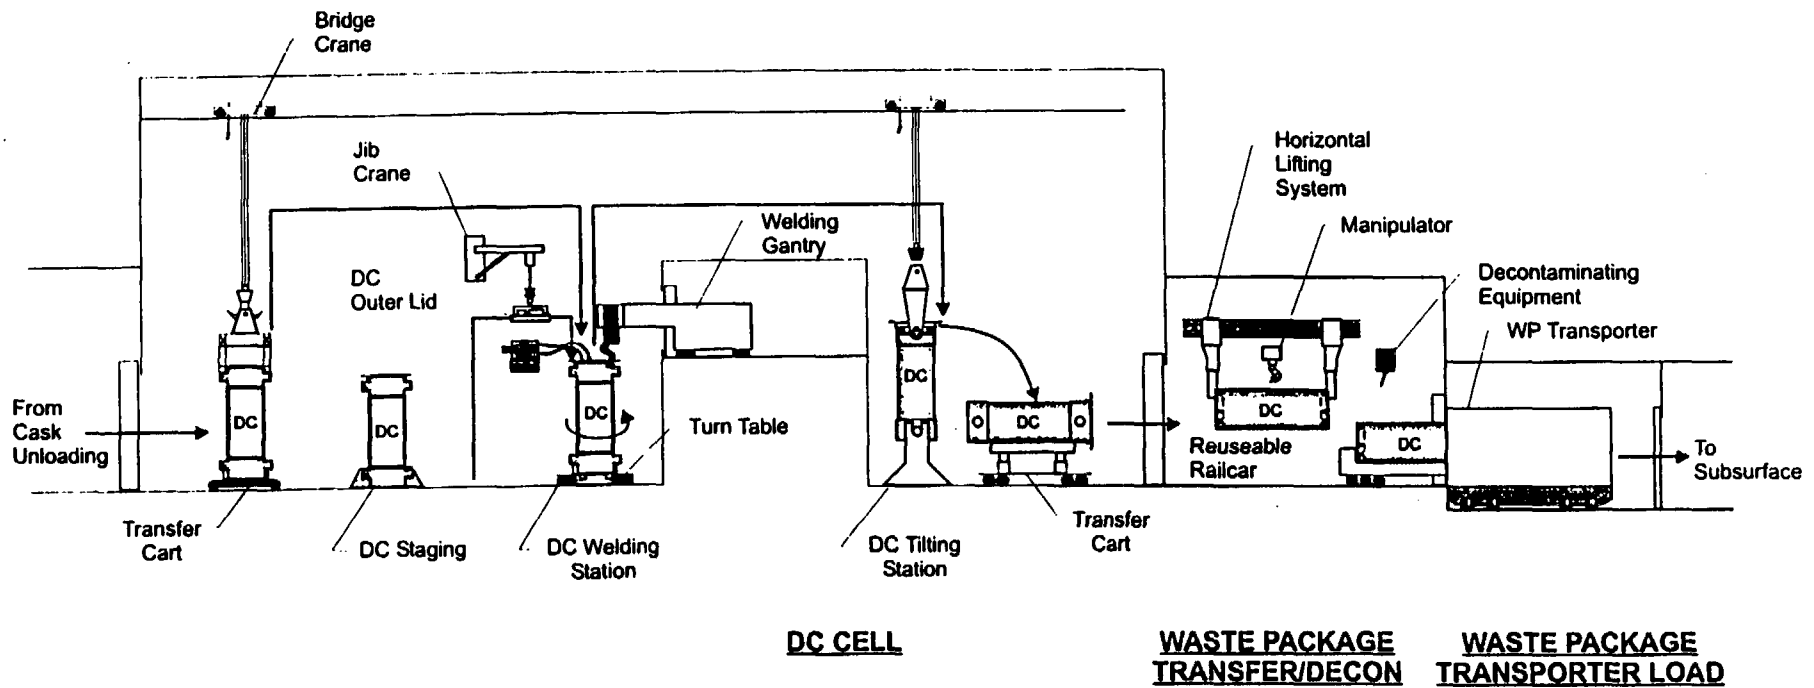 Bridge
Crane
Jib
Crane
DC
Outer Lid
Welding
Gantry
Horizontal
Lifting
System
Manipulator
Decontaminating
Equipment
WP Transporter
From
Cask
Unloading
DC
DC
DC
DC
DC
DC
DC
Turn Table
Reuseable
Railcar
To
Subsurface
Transfer
Cart
DC Staging
DC Welding
Station
DC Tilting
Station
Transfer
Cart
DC CELL
WASTE PACKAGE
TRANSFER/DECON
WASTE PACKAGE
TRANSPORTER LOAD